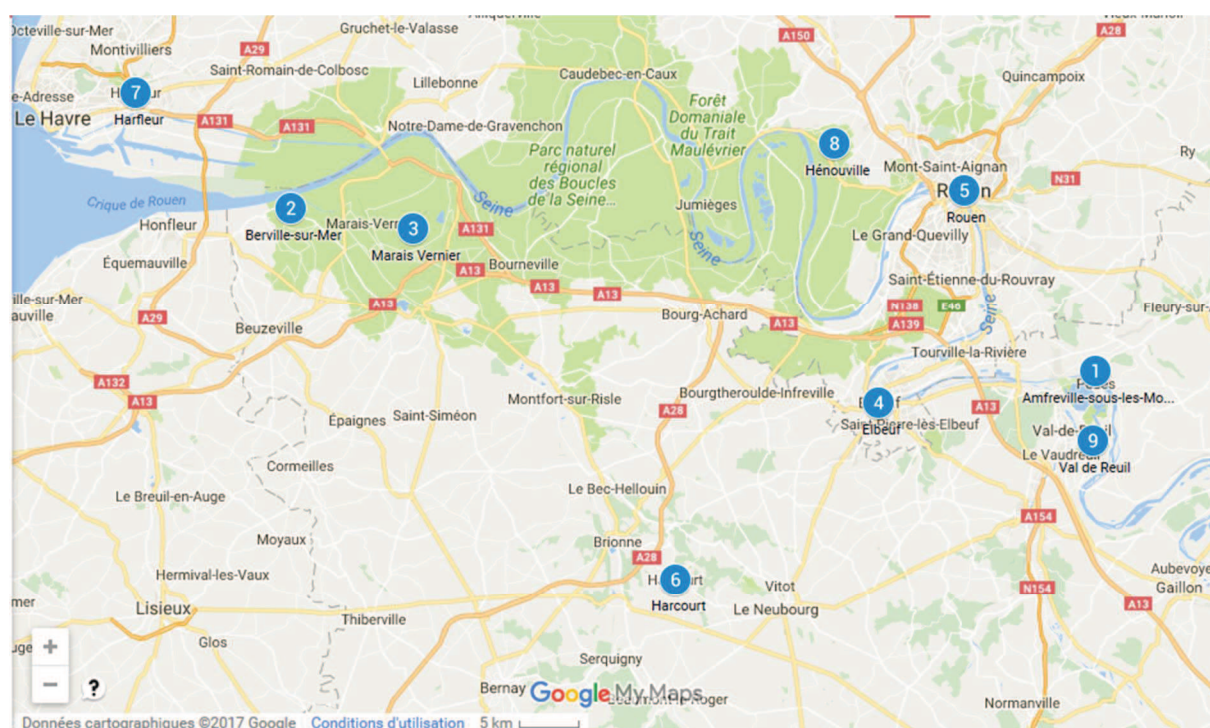 Octeville-sur-Mer
Montivilliers
A29
Gruchet-le-Valasse
Saint-Romain-de-Colbosc
Lillebonne
Caudebec-en-Caux
A150
A28
Quincampoix
e-Adresse
7
Harfleur
Le Havre
A131
A131
Notre-Dame-de-Gravenchon
Forêt
Domaniale
du Trait
Maulévrier
Parc naturel
régional
des Boucles
de la Seine...
8
Hénouville
Mont-Saint-Aignan
Ry
N31
5
Rouen
Crique de Rouen
2
Berville-sur-Mer
3
Marais Vernier
Seine
Jumièges
Honfleur
A131
Le Grand-Quevilly
Seine
Équemauville
A13
Bourneville
A13
A13
Saint-Étienne-du-Rouvray
ille-sur-Mer
auville
A29
A13
Beuzeville
Bourg-Achard
A13
N138
E46
A139
Seine
Fleury-sur-
Tourville-la-Rivière
A132
A13
1
Amfreville-sous-les-Mo...
Montfort-sur-Risle
Bourgtheroulde-Infreville
A28
4
Elbeuf
Saint-Pierre-lès-Elbeuf
A13
Épaignes
Saint-Siméon
9
Le Vaudreuil
Val de Reuil
Cormeilles
Le Breuil-en-Auge
Le Bec-Hellouin
A154
Moyaux
Brionne
A28
Hermival-les-Vaux
6
Harcourt
Vitot
N154
Aubevoye
Gaillon
mer
Lisieux
Thiberville
Le Neubourg
A13
Glos
+
−
?
Serquigny
Bernay
Google My Maps
Normanville
Données cartographiques ©2017 Google
Conditions d'utilisation
5 km